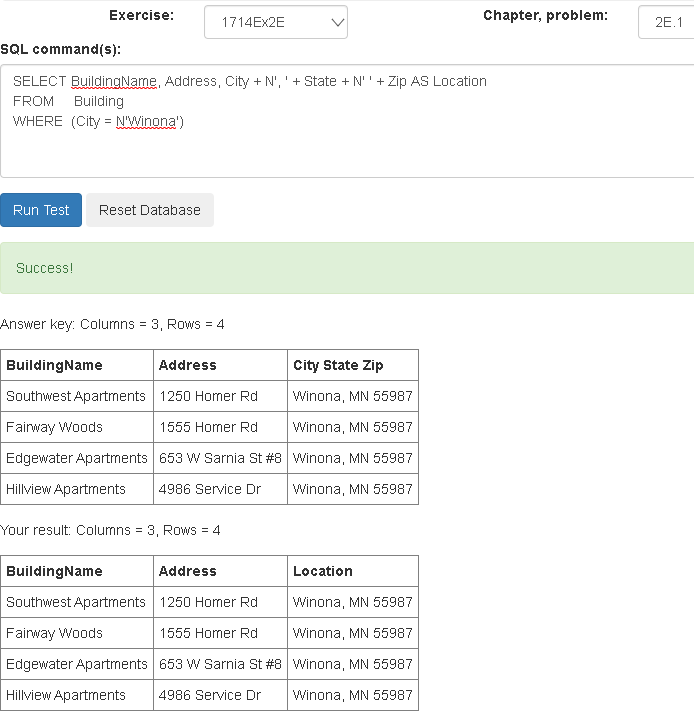 Exercise: 1714Ex2E Chapter, problem: 2E.1
SQL command(s):
SELECT BuildingName, Address, City + N', ' + State + N' ' + Zip AS Location
FROM Building
WHERE (City = N'Winona')
Run Test Reset Database
Success!
Answer key: Columns = 3, Rows = 4
BuildingName Address City State Zip
Southwest Apartments 1250 Homer Rd Winona, MN 55987
Fairway Woods 1555 Homer Rd Winona, MN 55987
Edgewater Apartments 653 W Sarnia St #8 Winona, MN 55987
Hillview Apartments 4986 Service Dr Winona, MN 55987
Your result: Columns = 3, Rows = 4
BuildingName Address Location
Southwest Apartments 1250 Homer Rd Winona, MN 55987
Fairway Woods 1555 Homer Rd Winona, MN 55987
Edgewater Apartments 653 W Sarnia St #8 Winona, MN 55987
Hillview Apartments 4986 Service Dr Winona, MN 55987